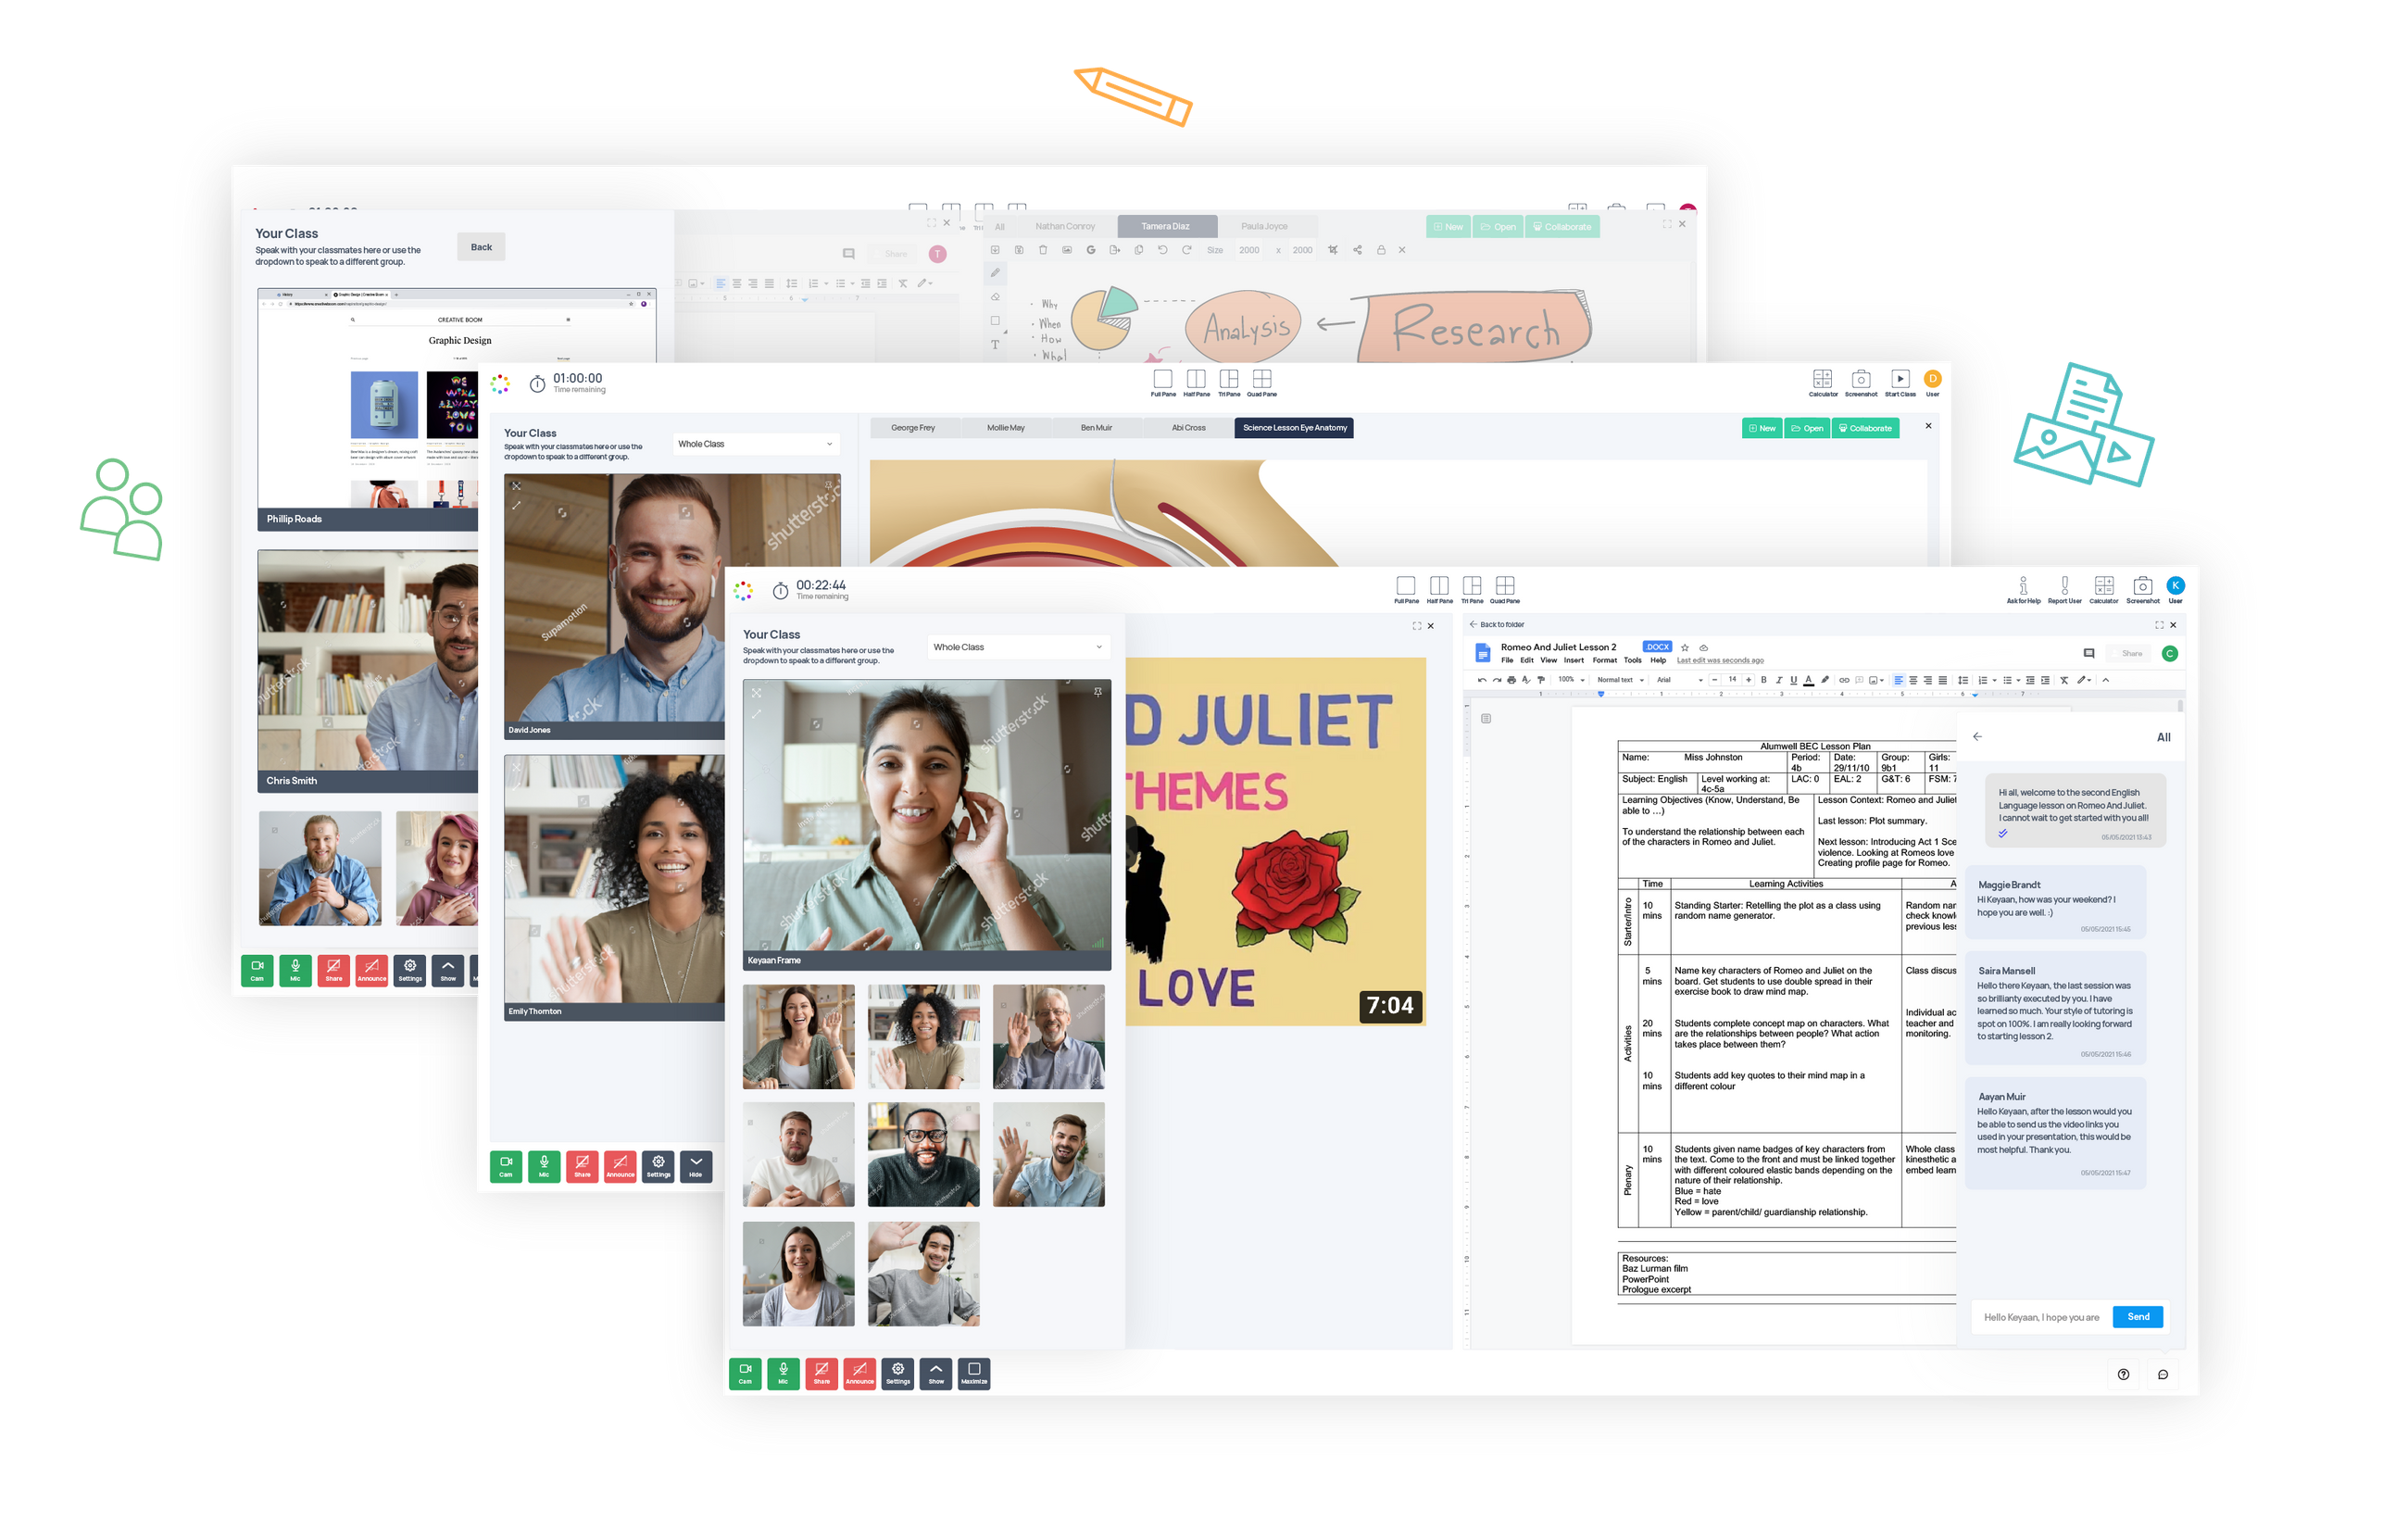 Your Class
Speak with your classmates here or use the
dropdown to speak to a different group.
Back
CREATIVE BOOM
Graphic Design
Phillip Roads
Chris Smith
Cam
Mic
Share
Announce
Settings
Show
Share
T
All
Nathan Conroy
Tamera Diaz
Paula Joyce
New
Open
Collaborate
Size
2000
x
2000
Why
When
How
What
Analysis
Research
01:00:00
Time remaining
Full Pane
Half Pane
Tri Pane
Quad Pane
Calculator
Screenshot
Start Class
D
User
Your Class
Speak with your classmates here or use the
dropdown to speak to a different group.
Whole Class
George Frey
Mollie May
Ben Muir
Abi Cross
Science Lesson Eye Anatomy
New
Open
Collaborate
shutterstock
Supamotion
David Jones
Emily Thornton
Cam
Mic
Share
Announce
Settings
Hide
00:22:44
Time remaining
Full Pane
Half Pane
Tri Pane
Quad Pane
Ask for Help
Report User
Calculator
Screenshot
K
User
Your Class
Speak with your classmates here or use the
dropdown to speak to a different group.
Whole Class
shutterstock
Keyaan Frame
D JULIET
HEMES
LOVE
7:04
Cam
Mic
Share
Announce
Settings
Show
Maximize
Back to folder
Romeo And Juliet Lesson 2
.DOCX
File Edit View Insert Format Tools Help
Last edit was seconds ago
Share
C
100%
Normal text
Arial
14
B I U A
Alumwell BEC Lesson Plan
Name: Miss Johnston
Period: 4b
Date: 29/11/10
Group: 9b1
Girls: 11
Subject: English
Level working at: 4c-5a
LAC: 0
EAL: 2
G&T: 6
FSM: 7
Learning Objectives (Know, Understand, Be
able to ...)
To understand the relationship between each
of the characters in Romeo and Juliet.
Lesson Context: Romeo and Juliet
Last lesson: Plot summary.
Next lesson: Introducing Act 1 Sce
violence. Looking at Romeos love
Creating profile page for Romeo.
Time
Learning Activities
A
Starter/Intro
10 mins
Standing Starter: Retelling the plot as a class using
random name generator.
Random nar
check knowl
previous less
Activities
5 mins
Name key characters of Romeo and Juliet on the
board. Get students to use double spread in their
exercise book to draw mind map.
Class discus
20 mins
Students complete concept map on characters. What
are the relationships between people? What action
takes place between them?
Individual ac
teacher and
monitoring.
10 mins
Students add key quotes to their mind map in a
different colour
Plenary
10 mins
Students given name badges of key characters from
the text. Come to the front and must be linked together
with different coloured elastic bands depending on the
nature of their relationship.
Blue = hate
Red = love
Yellow = parent/child/ guardianship relationship.
Whole class
kinesthetic a
embed learn
Resources:
Baz Lurman film
PowerPoint
Prologue excerpt
All
Hi all, welcome to the second English
Language lesson on Romeo And Juliet.
I cannot wait to get started with you all!
05/05/2021 13:43
Maggie Brandt
Hi Keyaan, how was your weekend? I
hope you are well. :)
05/05/2021 15:45
Saira Mansell
Hello there Keyaan, the last session was
so brillianty executed by you. I have
learned so much. Your style of tutoring is
spot on 100%. I am really looking forward
to starting lesson 2.
05/05/2021 15:46
Aayan Muir
Hello Keyaan, after the lesson would you
be able to send us the video links you
used in your presentation, this would be
most helpful. Thank you.
05/05/2021 15:47
Hello Keyaan, I hope you are
Send